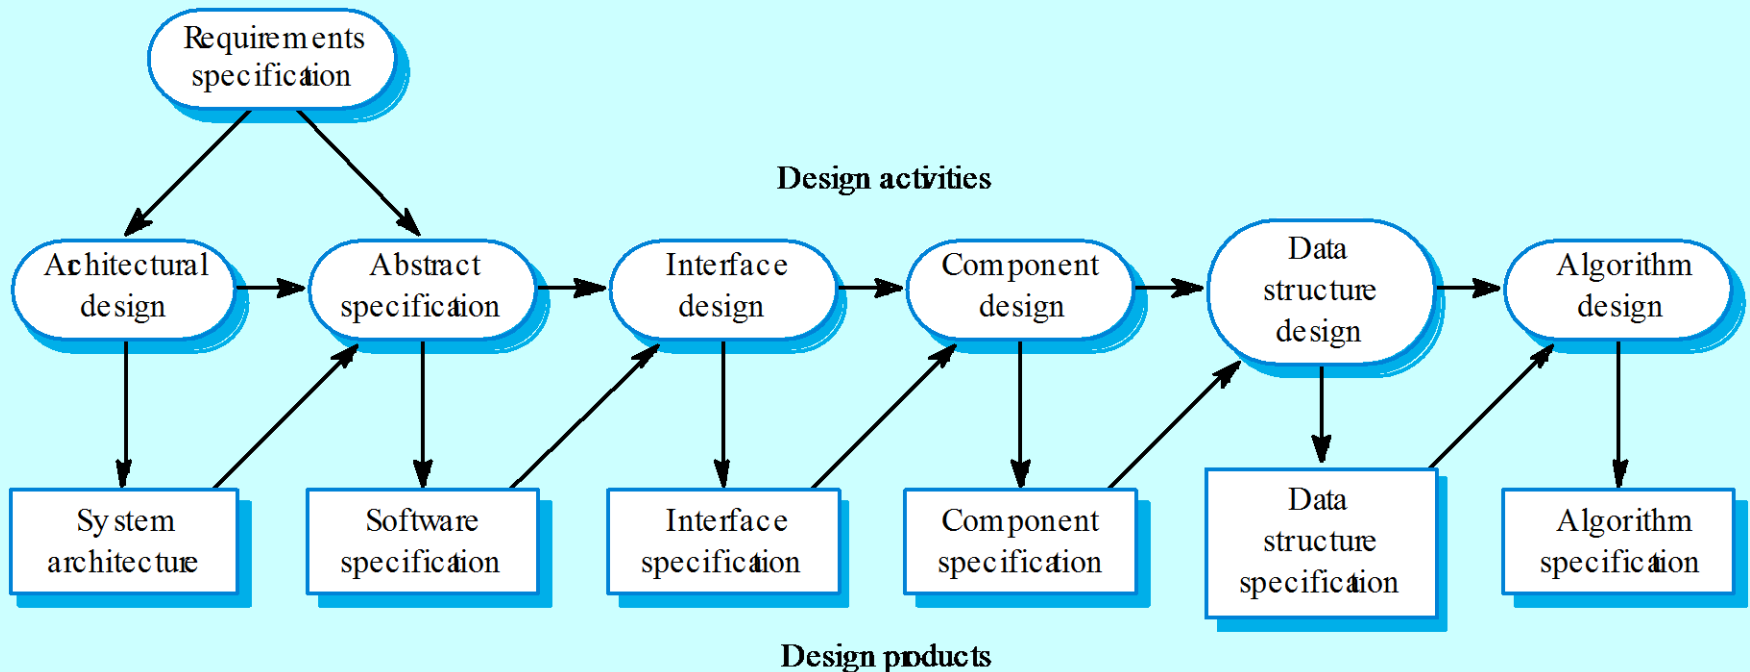 Requirements
specification
Design activities
Architectural
design
Abstract
specification
Interface
design
Component
design
Data
structure
design
Algorithm
design
System
architecture
Software
specification
Interface
specification
Component
specification
Data
structure
specification
Algorithm
specification
Design products